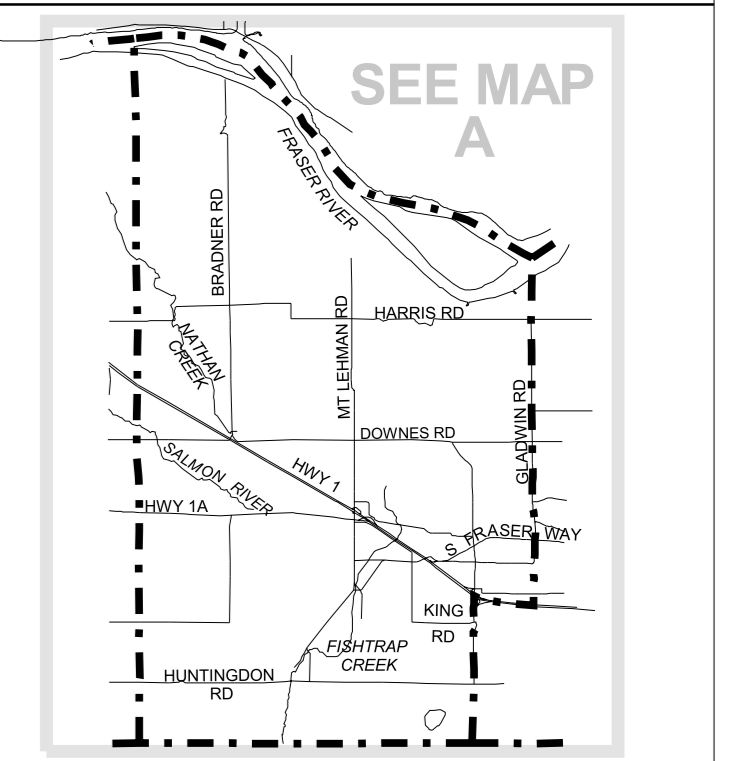 SEE MAP
A
FRASER RIVER
BRADNER RD
MT LEHMAN RD
HARRIS RD
NATHAN
CREEK
GLADWIN RD
DOWNES RD
HWY 1
SALMON RIVER
HWY 1A
S FRASER WAY
KING
RD
FISHTRAP
CREEK
HUNTINGDON
RD